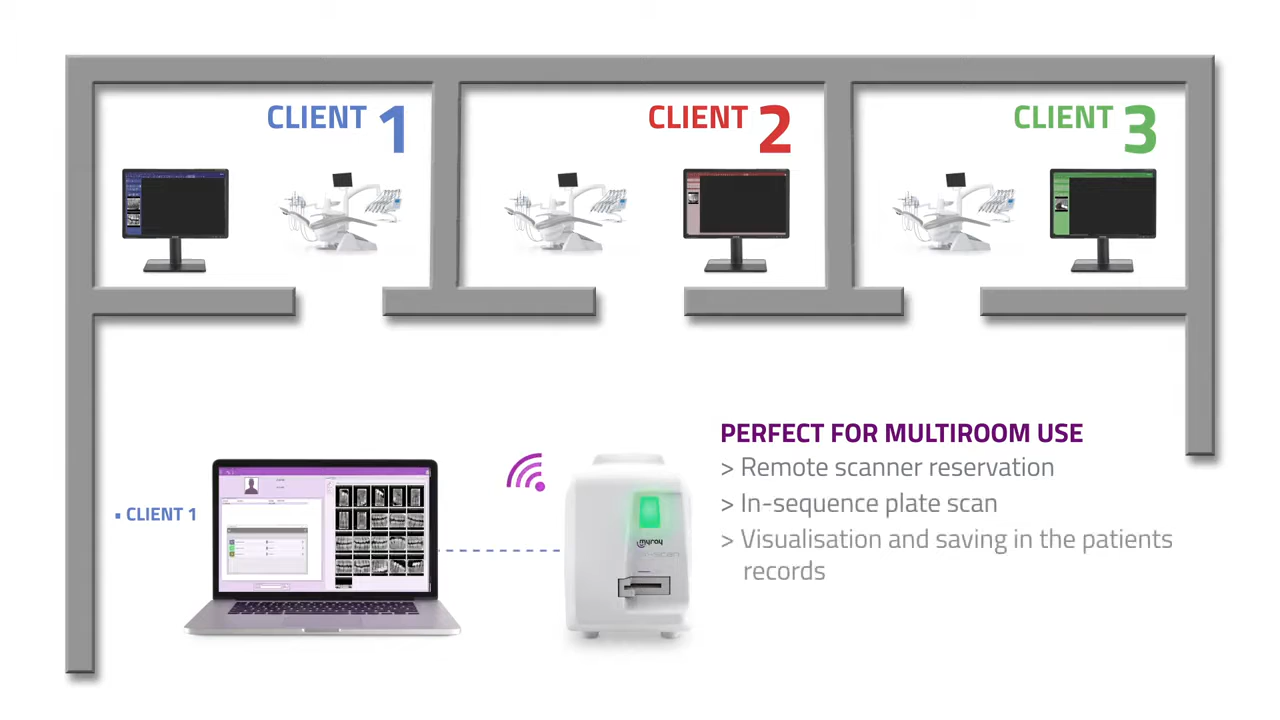 CLIENT 1
CLIENT 2
CLIENT 3
PERFECT FOR MULTIROOM USE
> Remote scanner reservation
> In-sequence plate scan
> Visualisation and saving in the patients
records
▪ CLIENT 1
myray